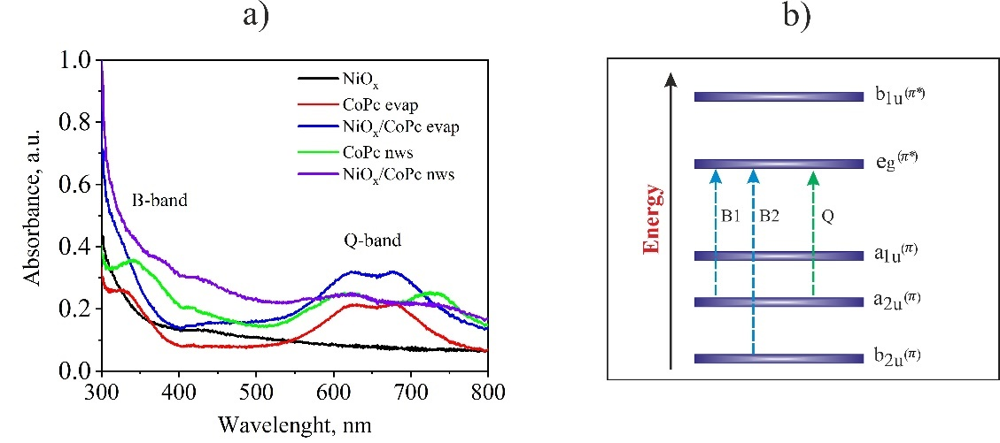 a)
1.0
0.8
0.6
0.4
0.2
0.0
Absorbance, a.u.
NiOx
CoPc evap
NiOx/CoPc evap
CoPc nws
NiOx/CoPc nws
B-band
Q-band
300 400 500 600 700 800
Wavelenght, nm
b)
Energy
b1u(π*)
eg(π*)
B1 B2 Q
a1u(π)
a2u(π)
b2u(π)